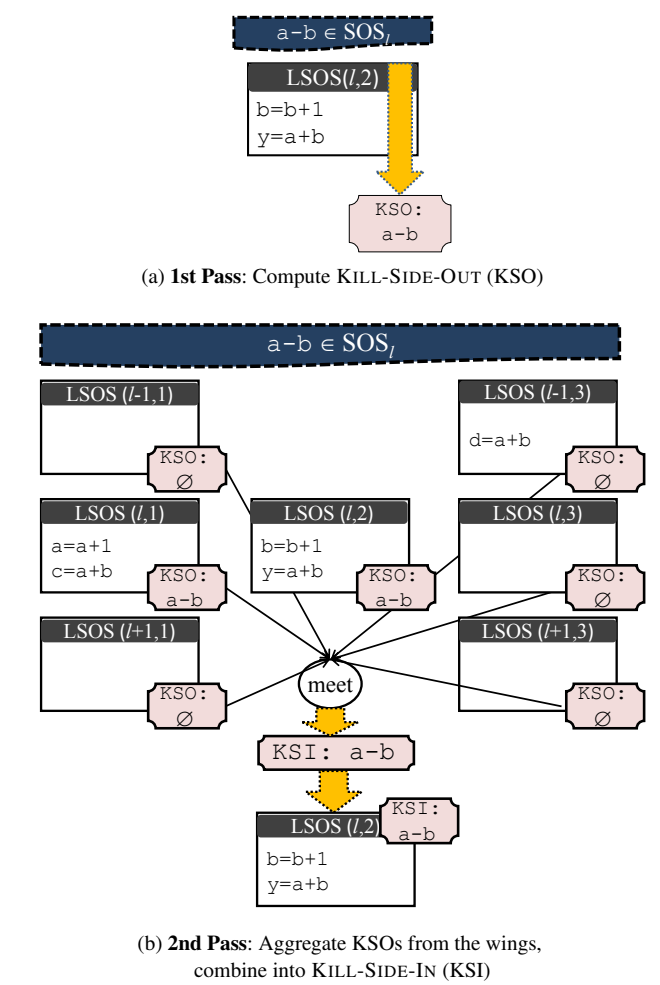 a-b ∈ SOSl
LSOS(l,2)
b=b+1
y=a+b
KSO:
a-b
(a) 1st Pass: Compute KILL-SIDE-OUT (KSO)
a-b ∈ SOSl
LSOS (l-1,1)
KSO:
∅
LSOS (l-1,3)
d=a+b
KSO:
∅
LSOS (l,1)
a=a+1
c=a+b
KSO:
a-b
LSOS (l,2)
b=b+1
y=a+b
KSO:
a-b
LSOS (l,3)
KSO:
∅
LSOS (l+1,1)
KSO:
∅
LSOS (l+1,3)
KSO:
∅
meet
KSI: a-b
LSOS (l,2)
KSI:
a-b
b=b+1
y=a+b
(b) 2nd Pass: Aggregate KSOs from the wings,
combine into KILL-SIDE-IN (KSI)